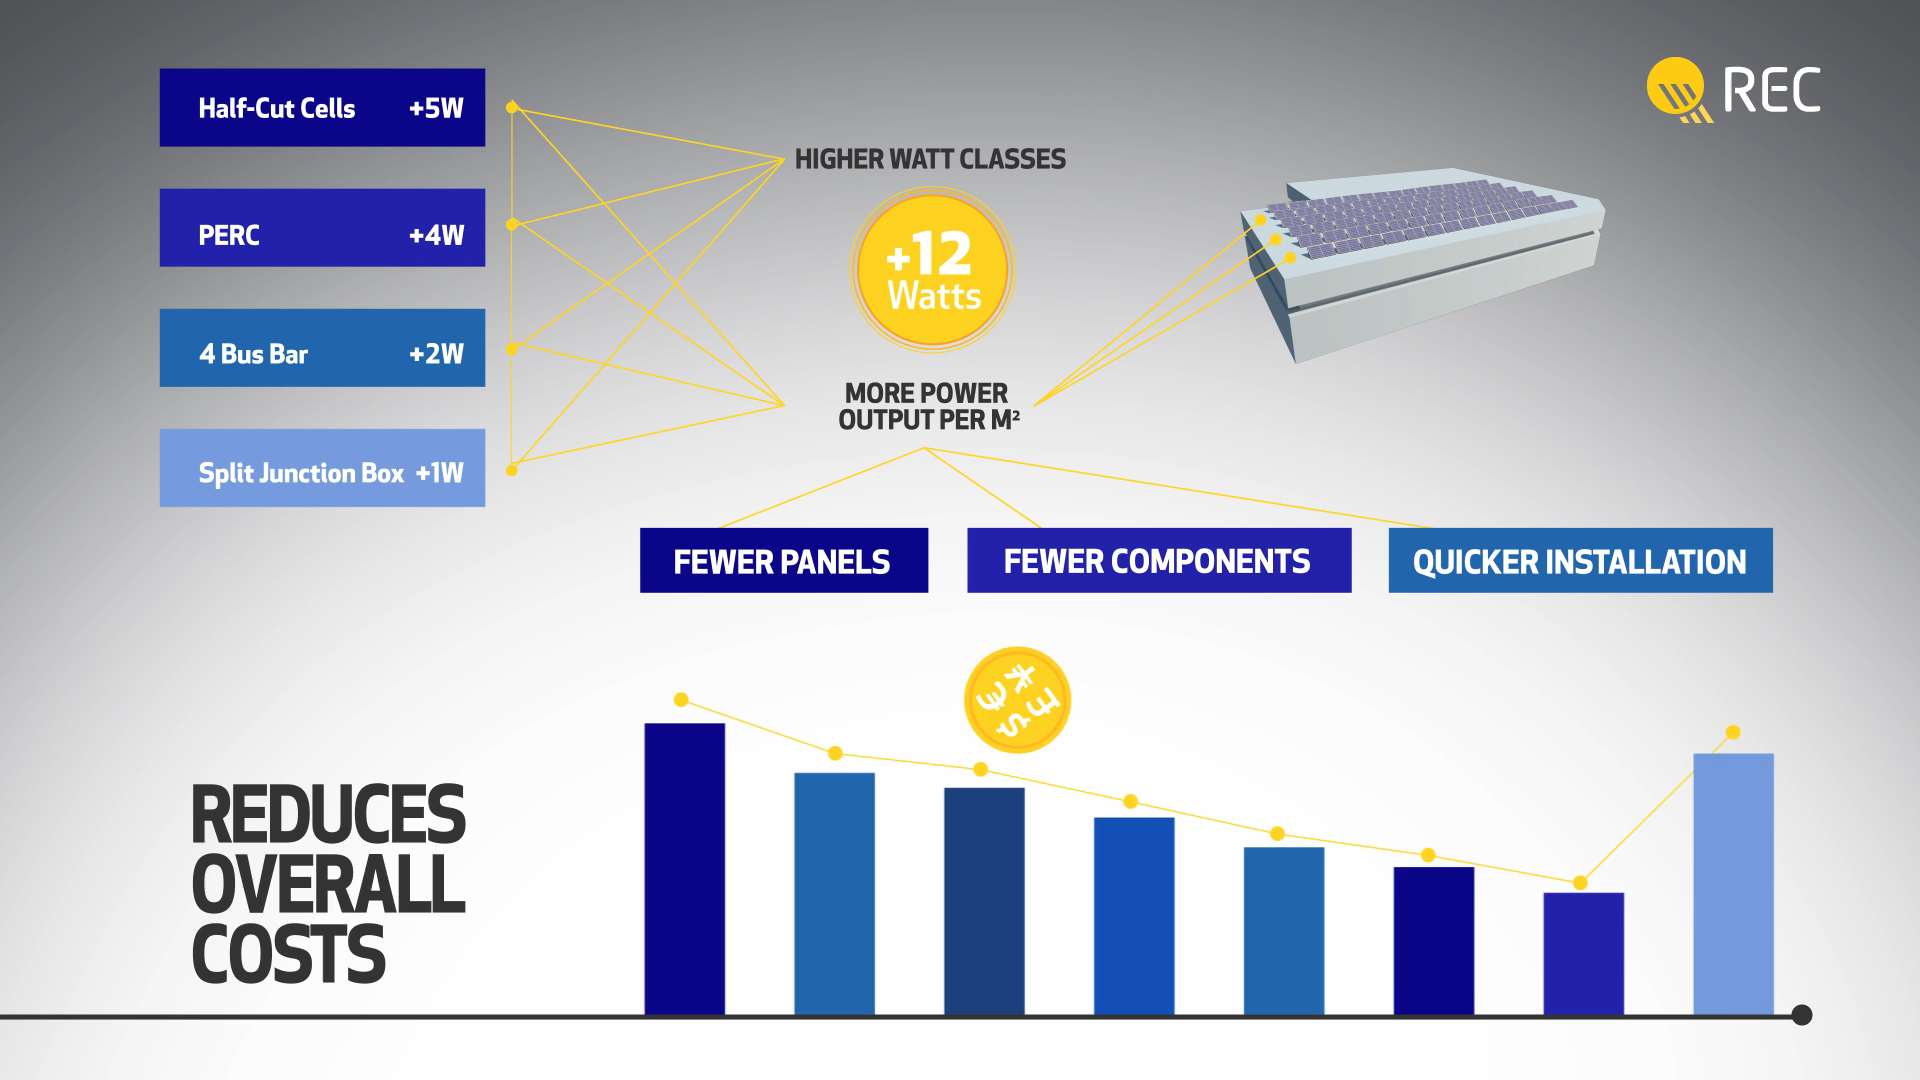 Half-Cut Cells +5W
PERC +4W
4 Bus Bar +2W
Split Junction Box +1W
HIGHER WATT CLASSES
+12
Watts
MORE POWER
OUTPUT PER M²
REC
FEWER PANELS
FEWER COMPONENTS
QUICKER INSTALLATION
REDUCES
OVERALL
COSTS